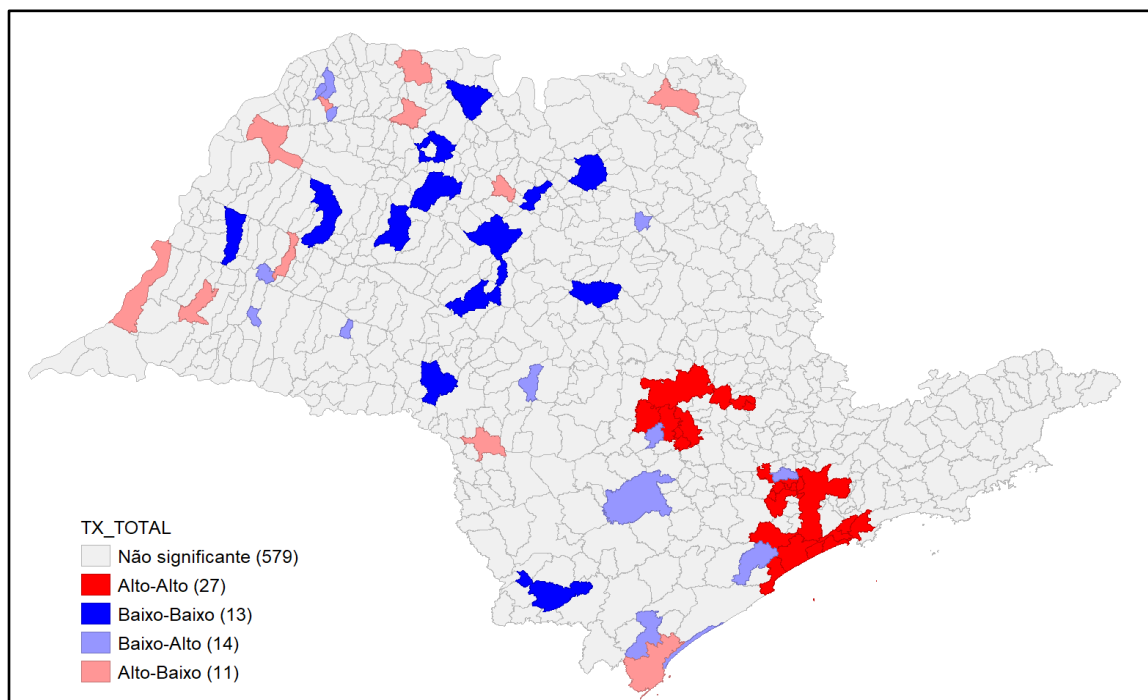 TX_TOTAL
Não significante (579)
Alto-Alto (27)
Baixo-Baixo (13)
Baixo-Alto (14)
Alto-Baixo (11)